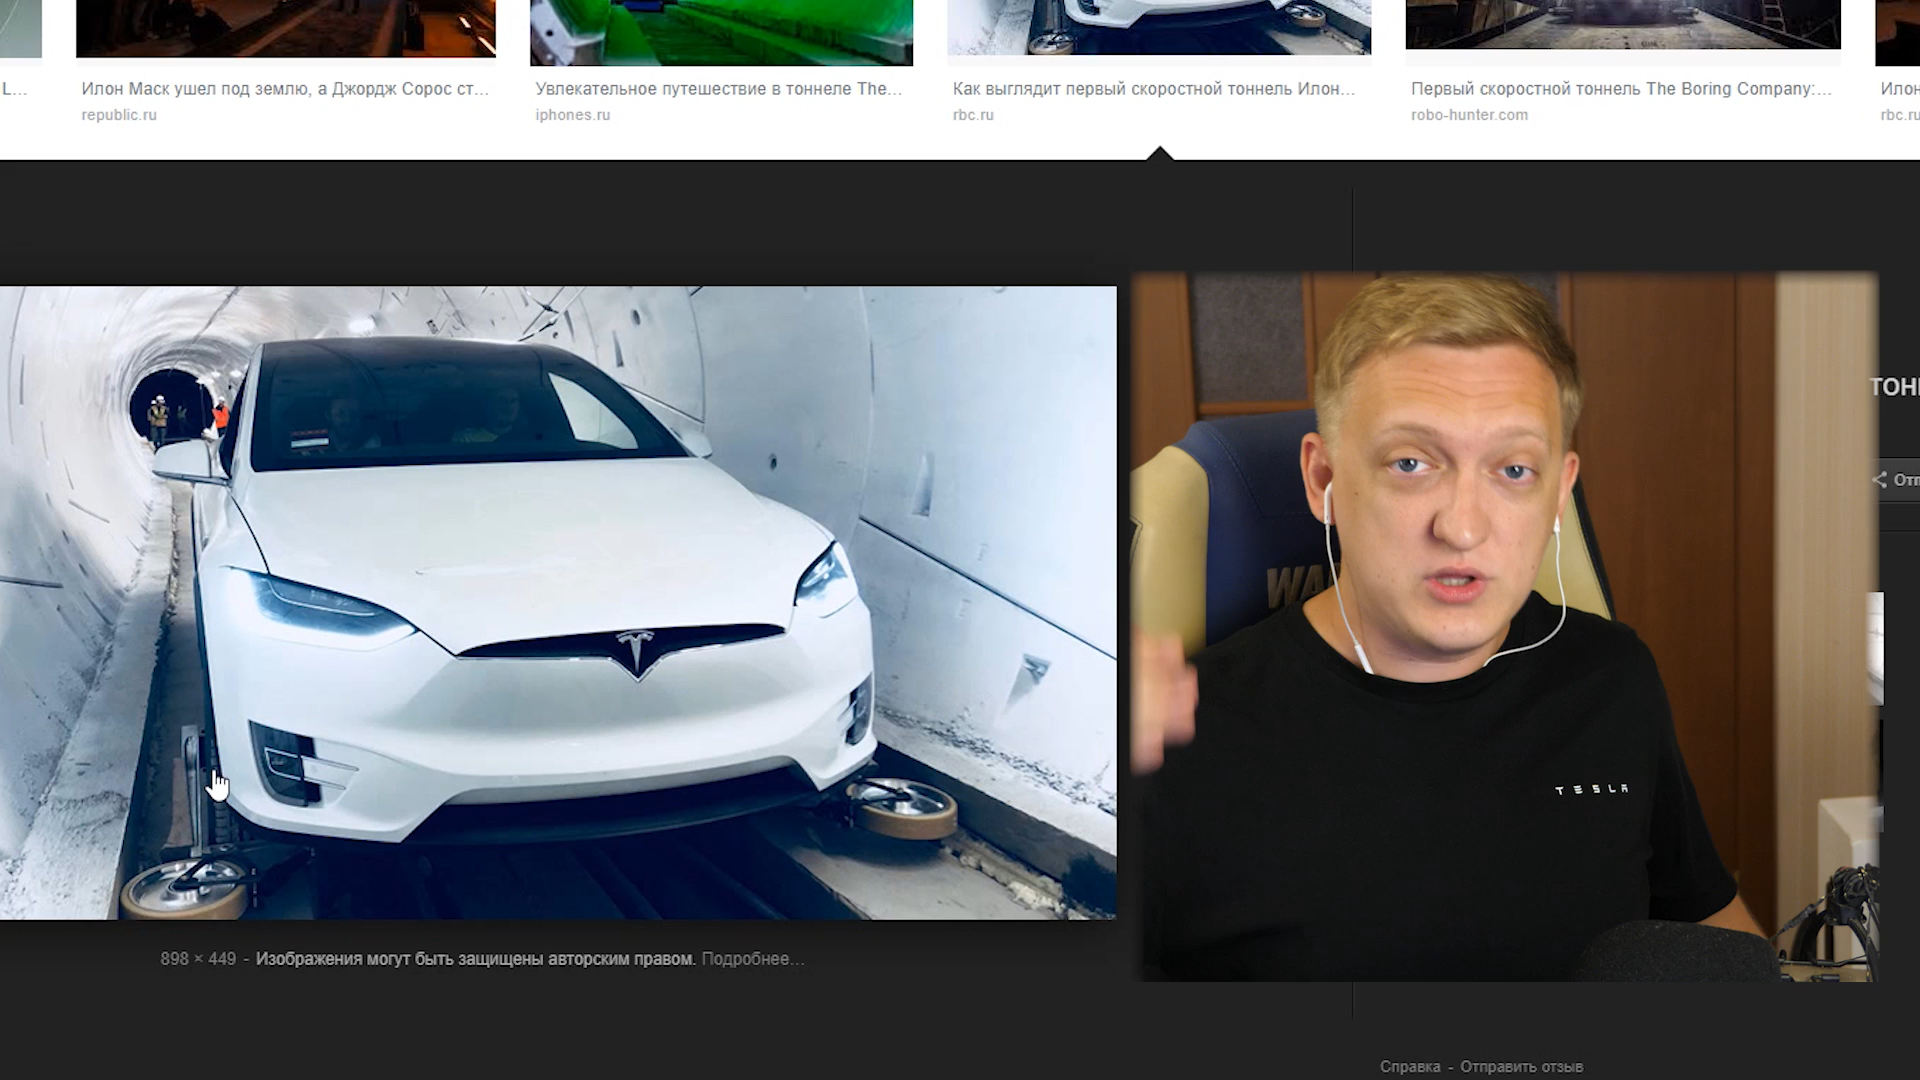 L...
Илон Маск ушел под землю, а Джордж Сорос ст...
republic.ru
Увлекательное путешествие в тоннеле The...
iphones.ru
Как выглядит первый скоростной тоннель Илон...
rbc.ru
Первый скоростной тоннель The Boring Company:...
robo-hunter.com
Илон
rbc.ru
ТОН
Отп
WA
TESLA
898 × 449 - Изображения могут быть защищены авторским правом. Подробнее...
Справка - Отправить отзыв